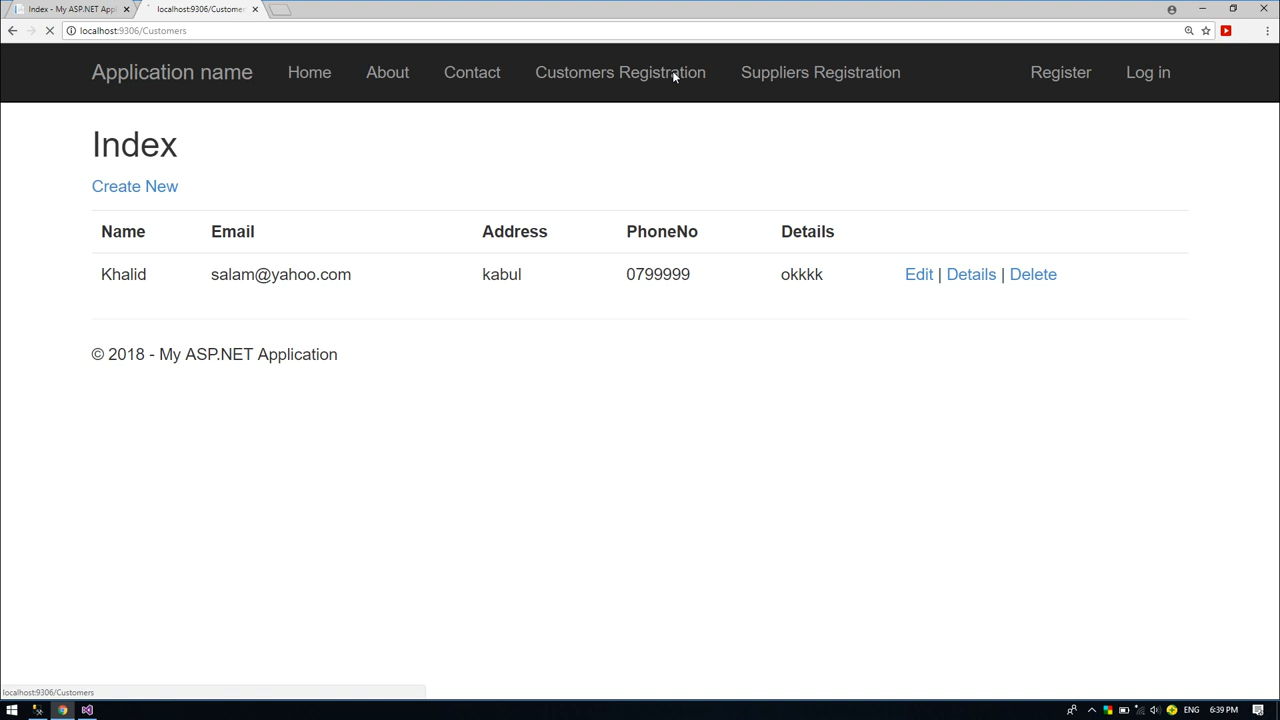 Index - My ASP.NET Appl
localhost:9306/Customer
localhost:9306/Customers
Application name Home About Contact Customers Registration Suppliers Registration Register Log in
Index
Create New
Name Email Address PhoneNo Details
Khalid salam@yahoo.com kabul 0799999 okkkk Edit | Details | Delete
© 2018 - My ASP.NET Application
localhost:9306/Customers
ENG 6:39 PM